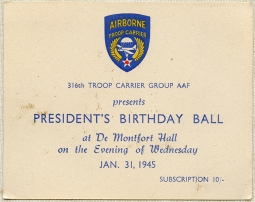 AIRBORNE
TROOP CARRIER
316th TROOP CARRIER GROUP AAF
presents
PRESIDENT'S BIRTHDAY BALL
at De Montfort Hall
on the Evening of Wednesday
JAN. 31, 1945
SUBSCRIPTION 10/-